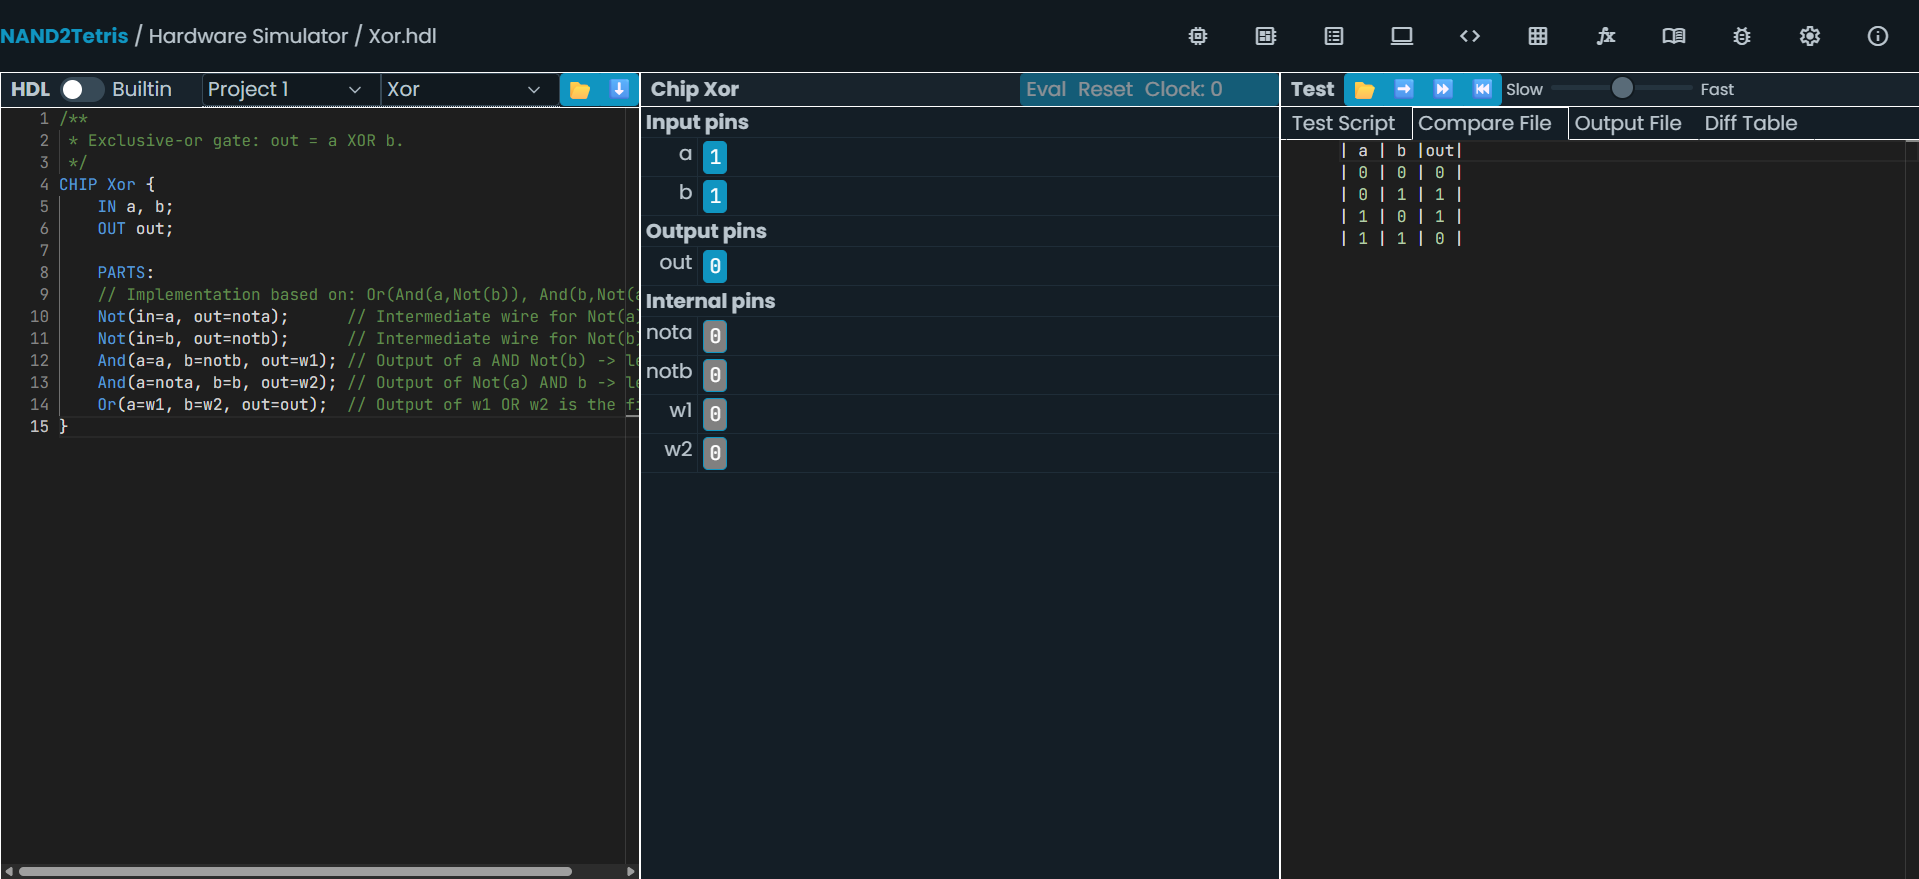 NAND2Tetris / Hardware Simulator / Xor.hdl
HDL Builtin Project 1 Xor
1 /**
2 * Exclusive-or gate: out = a XOR b.
3 */
4 CHIP Xor {
5 IN a, b;
6 OUT out;
7
8 PARTS:
9 // Implementation based on: Or(And(a,Not(b)), And(b,Not(a
10 Not(in=a, out=nota); // Intermediate wire for Not(a)
11 Not(in=b, out=notb); // Intermediate wire for Not(b)
12 And(a=a, b=notb, out=w1); // Output of a AND Not(b) -> le
13 And(a=nota, b=b, out=w2); // Output of Not(a) AND b -> le
14 Or(a=w1, b=w2, out=out); // Output of w1 OR w2 is the fi
15 }
Chip Xor Eval Reset Clock: 0
Input pins
a 1
b 1
Output pins
out 0
Internal pins
nota 0
notb 0
w1 0
w2 0
Test Slow Fast
Test Script Compare File Output File Diff Table
| a | b |out|
| 0 | 0 | 0 |
| 0 | 1 | 1 |
| 1 | 0 | 1 |
| 1 | 1 | 0 |